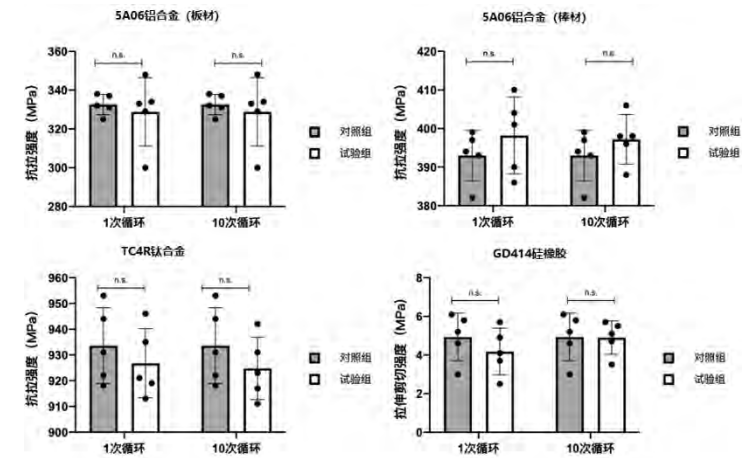 5A06铝合金（板材）
抗拉强度（MPa）
360
340
320
300
280
n.s.
n.s.
1次循环
10次循环
对照组
试验组
5A06铝合金（棒材）
抗拉强度（MPa）
420
410
400
390
380
n.s.
n.s.
1次循环
10次循环
对照组
试验组
TC4R钛合金
抗拉强度（MPa）
960
950
940
930
920
910
900
n.s.
n.s.
1次循环
10次循环
对照组
试验组
GD414硅橡胶
拉伸剪切强度（MPa）
8
6
4
2
0
n.s.
n.s.
1次循环
10次循环
对照组
试验组